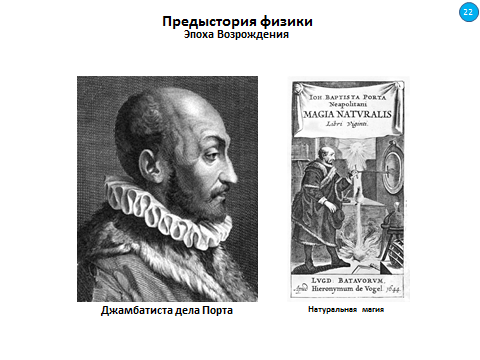 22
Предыстория физики
Эпоха Возрождения
IOH BAPTISTA PORTA
Neapolitani
MAGIA NATVRALIS
Libri Viginti.
LVGD: BATAVORVM,
Apud Hieronymum de Vogel. 1644.
Джамбатиста дела Порта
Натуральная магия